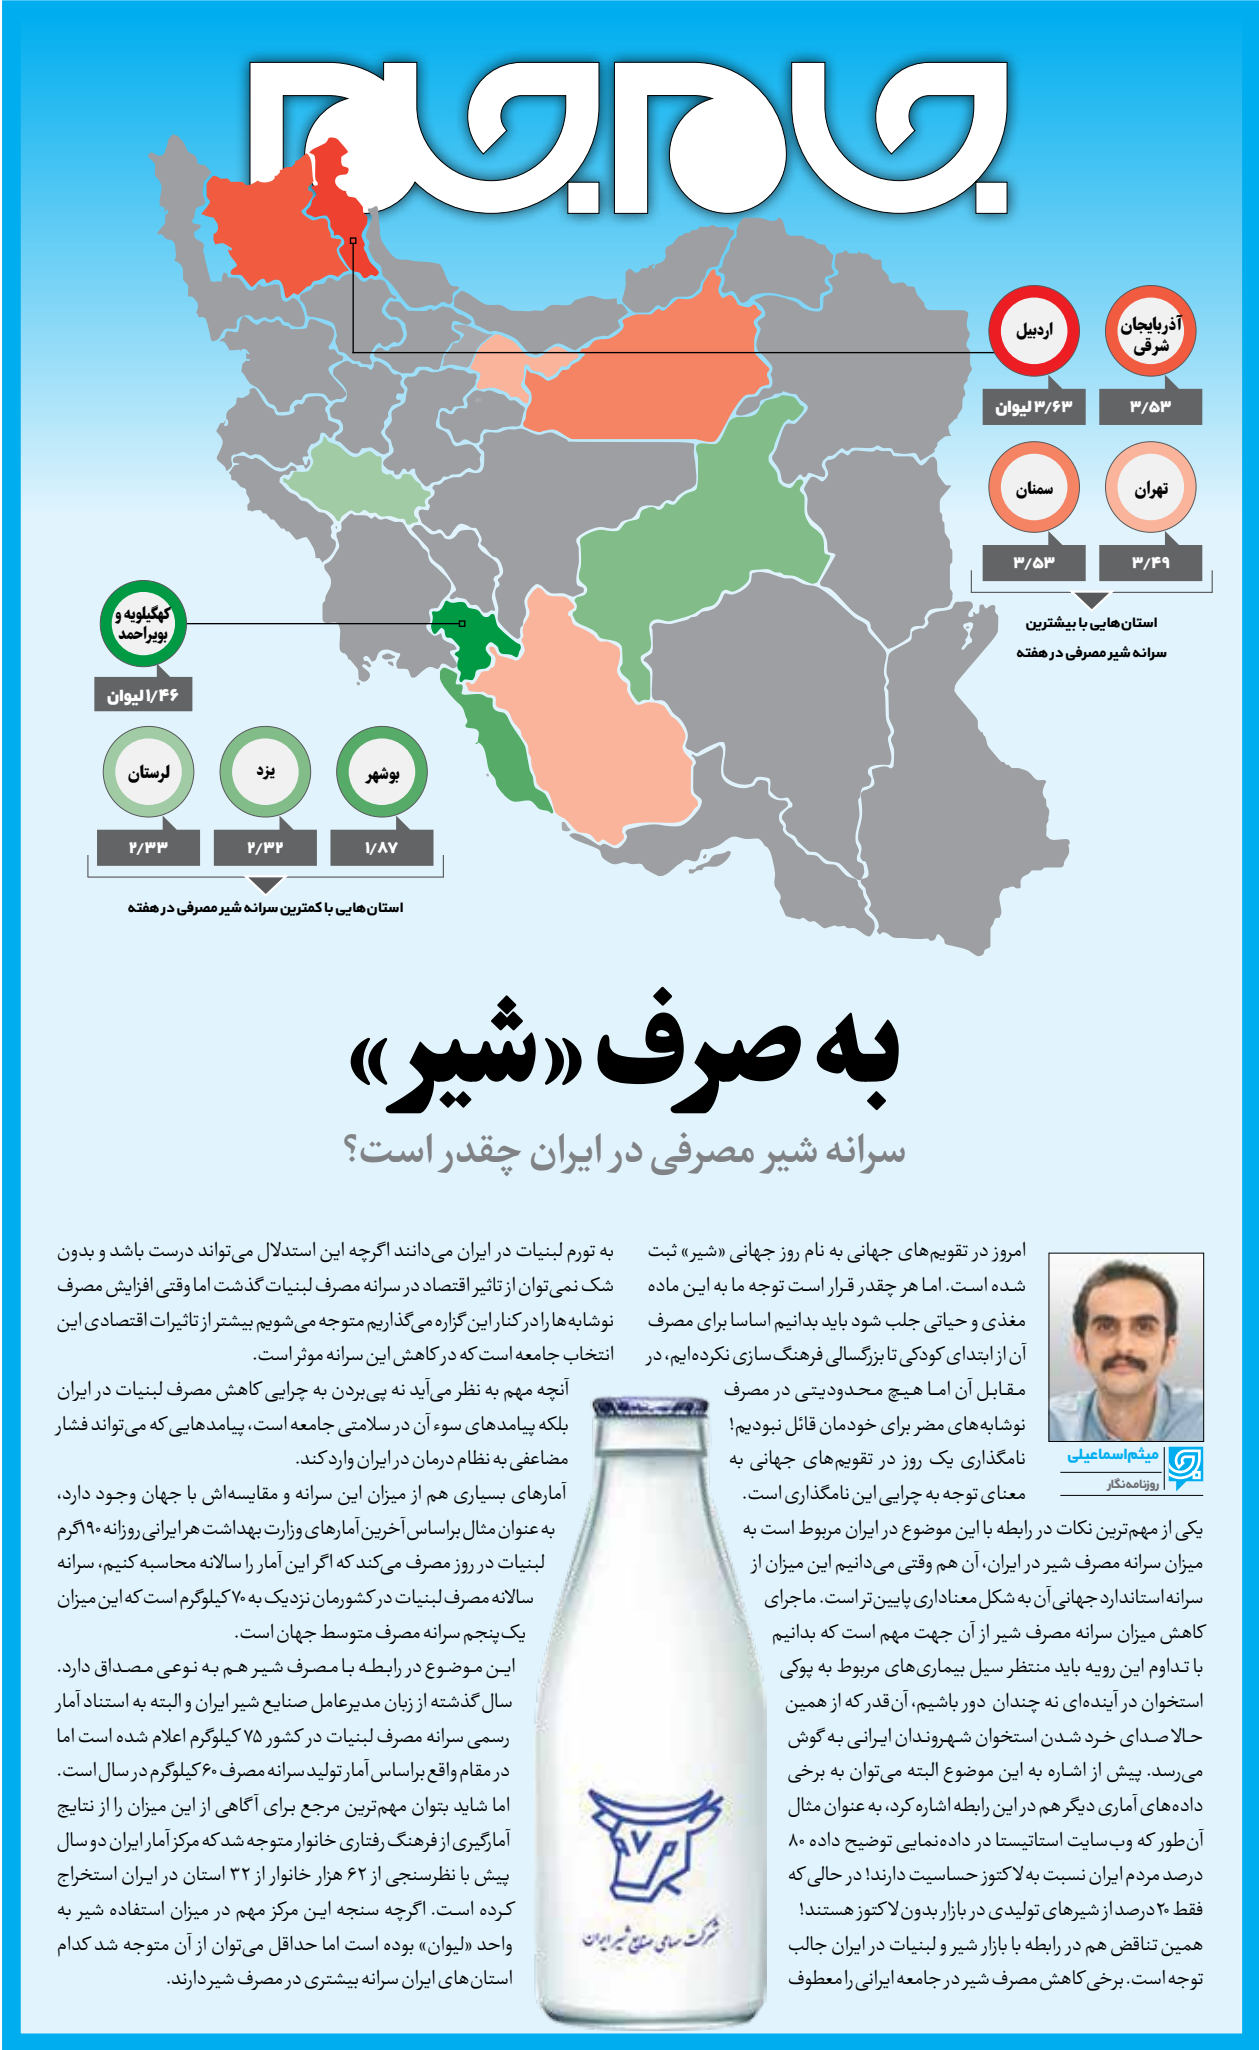 جام‌جم
آذربایجان
شرقی
۳/۵۳
اردبیل
۳/۶۳ لیوان
تهران
۳/۴۹
سمنان
۳/۵۳
استان‌هایی با بیشترین
سرانه شیر مصرفی در هفته
کهگیلویه و
بویراحمد
۱/۴۶ لیوان
بوشهر
۱/۸۷
یزد
۲/۳۲
لرستان
۲/۳۳
استان‌هایی با کمترین سرانه شیر مصرفی در هفته
به صرف «شیر»
سرانه شیر مصرفی در ایران چقدر است؟
میثم اسماعیلی
روزنامه‌نگار
امروز در تقویم‌های جهانی به نام روز جهانی «شیر» ثبت
شده است. اما هر چقدر قرار است توجه ما به این ماده
مغذی و حیاتی جلب شود باید بدانیم اساسا برای مصرف
آن از ابتدای کودکی تا بزرگسالی فرهنگ‌سازی نکرده‌ایم، در
مقابل آن اما هیچ محدودیتی در مصرف
نوشابه‌های مضر برای خودمان قائل نبودیم!
نامگذاری یک روز در تقویم‌های جهانی به
معنای توجه به چرایی این نامگذاری است.
یکی از مهم‌ترین نکات در رابطه با این موضوع در ایران مربوط است به
میزان سرانه مصرف شیر در ایران، آن هم وقتی می‌دانیم این میزان از
سرانه استاندارد جهانی آن به شکل معناداری پایین‌تر است. ماجرای
کاهش میزان سرانه مصرف شیر از آن جهت مهم است که بدانیم
با تداوم این رویه باید منتظر سیل بیماری‌های مربوط به پوکی
استخوان در آینده‌ای نه چندان دور باشیم، آن‌قدر که از همین
حالا صدای خرد شدن استخوان شهروندان ایرانی به گوش
می‌رسد. پیش از اشاره به این موضوع البته می‌توان به برخی
داده‌های آماری دیگر هم در این رابطه اشاره کرد، به عنوان مثال
آن‌طور که وب‌سایت استاتیستا در داده‌نمایی توضیح داده ۸۰
درصد مردم ایران نسبت به لاکتوز حساسیت دارند! در حالی که
فقط ۲۰ درصد از شیرهای تولیدی در بازار بدون لاکتوز هستند!
همین تناقض هم در رابطه با بازار شیر و لبنیات در ایران جالب
توجه است. برخی کاهش مصرف شیر در جامعه ایرانی را معطوف
به تورم لبنیات در ایران می‌دانند اگرچه این استدلال می‌تواند درست باشد و بدون
شک نمی‌توان از تاثیر اقتصاد در سرانه مصرف لبنیات گذشت اما وقتی افزایش مصرف
نوشابه‌ها را در کنار این گزاره می‌گذاریم متوجه می‌شویم بیشتر از تاثیرات اقتصادی این
انتخاب جامعه است که در کاهش این سرانه موثر است.
آنچه مهم به نظر می‌آید نه پی‌بردن به چرایی کاهش مصرف لبنیات در ایران
بلکه پیامدهای سوء آن در سلامتی جامعه است، پیامدهایی که می‌تواند فشار
مضاعفی به نظام درمان در ایران وارد کند.
آمارهای بسیاری هم از میزان این سرانه و مقایسه‌اش با جهان وجود دارد،
به عنوان مثال براساس آخرین آمارهای وزارت بهداشت هر ایرانی روزانه ۱۹۰گرم
لبنیات در روز مصرف می‌کند که اگر این آمار را سالانه محاسبه کنیم، سرانه
سالانه مصرف لبنیات در کشورمان نزدیک به ۷۰ کیلوگرم است که این میزان
یک‌پنجم سرانه مصرف متوسط جهان است.
این موضوع در رابطه با مصرف شیر هم به نوعی مصداق دارد.
سال گذشته از زبان مدیرعامل صنایع شیر ایران و البته به استناد آمار
رسمی سرانه مصرف لبنیات در کشور ۷۵ کیلوگرم اعلام شده است اما
در مقام واقع براساس آمار تولید سرانه مصرف ۶۰ کیلوگرم در سال است.
اما شاید بتوان مهم‌ترین مرجع برای آگاهی از این میزان را از نتایج
آمارگیری از فرهنگ رفتاری خانوار متوجه شد که مرکز آمار ایران دو سال
پیش با نظرسنجی از ۶۲ هزار خانوار از ۳۲ استان در ایران استخراج
کرده است. اگرچه سنجه این مرکز مهم در میزان استفاده شیر به
واحد «لیوان» بوده است اما حداقل می‌توان از آن متوجه شد کدام
استان‌های ایران سرانه بیشتری در مصرف شیر دارند.
شرکت سهامی صنایع شیر ایران